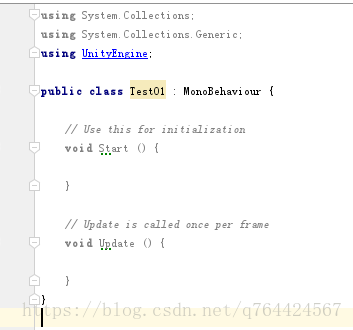 using System.Collections;
using System.Collections.Generic;
using UnityEngine;
public class Test01 : MonoBehaviour {
// Use this for initialization
void Start () {
}
// Update is called once per frame
void Update () {
}
}
https://blog.csdn.net/q764424567